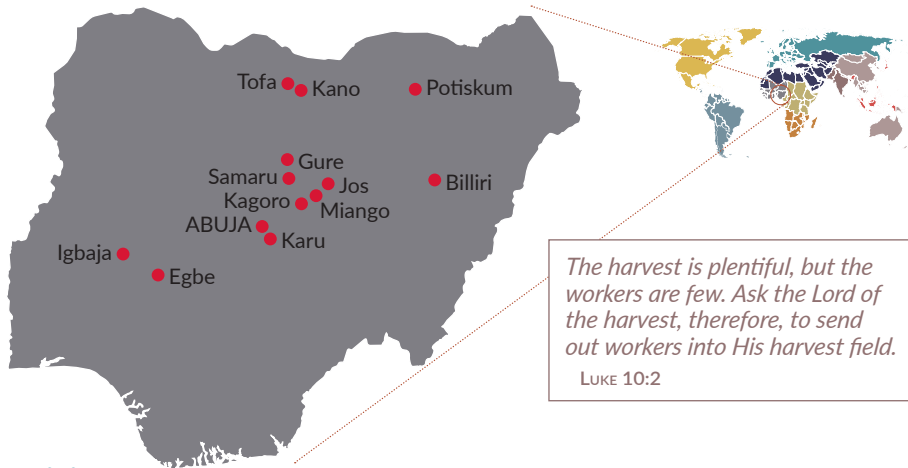 Tofa
Kano
Potiskum
Gure
Samaru
Jos
Billiri
Kagoro
Miango
ABUJA
Karu
Igbaja
Egbe
The harvest is plentiful, but the
workers are few. Ask the Lord of
the harvest, therefore, to send
out workers into His harvest field.
LUKE 10:2